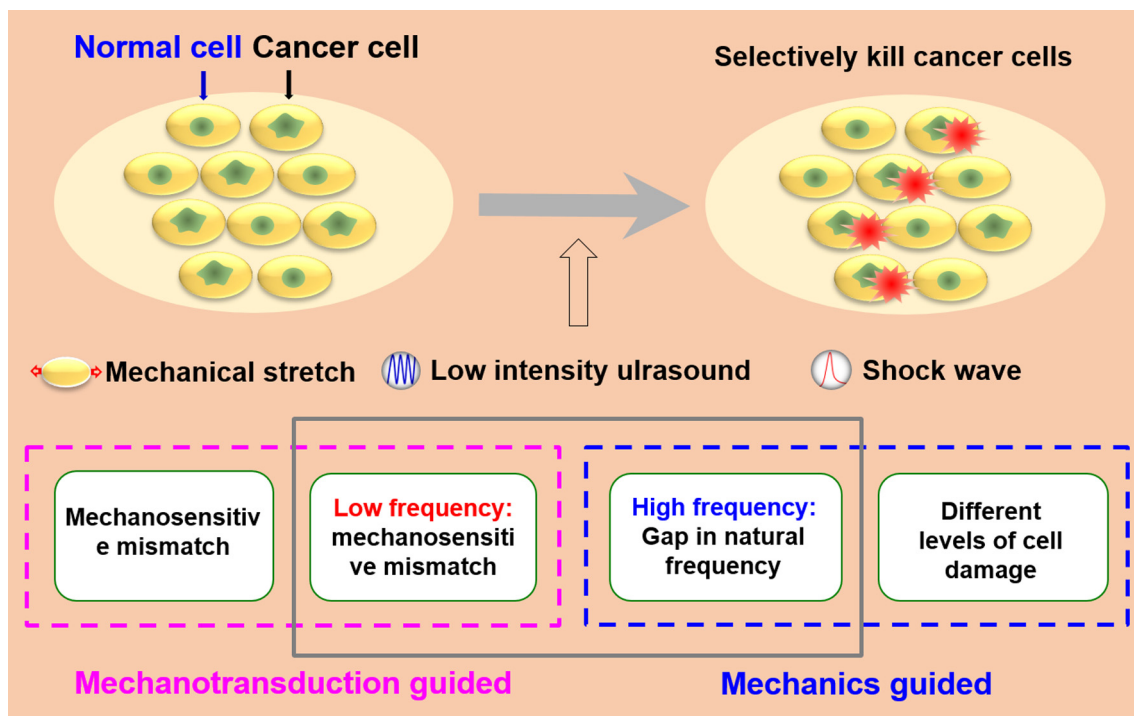 Normal cell Cancer cell
Selectively kill cancer cells
Mechanical stretch
Low intensity ulrasound
Shock wave
Mechanosensitiv
e mismatch
Low frequency:
mechanosensiti
ve mismatch
High frequency:
Gap in natural
frequency
Different
levels of cell
damage
Mechanotransduction guided
Mechanics guided